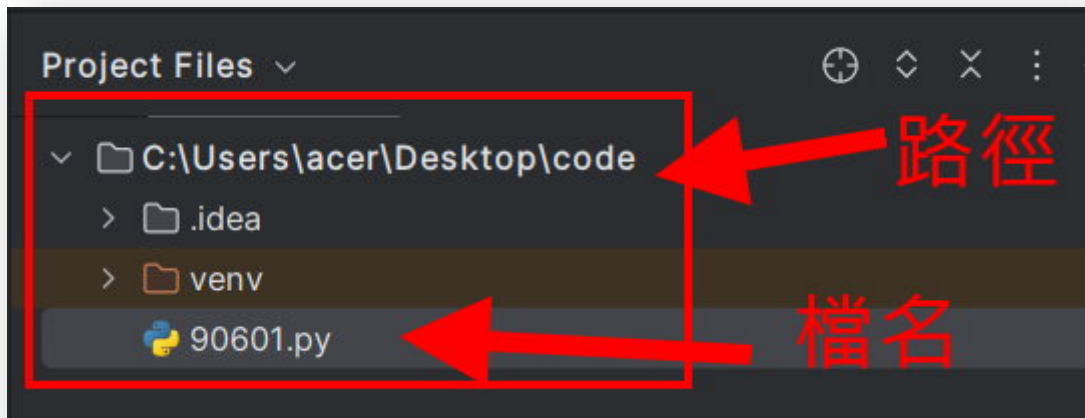 Project Files
C:\Users\acer\Desktop\code
路徑
.idea
venv
90601.py
檔名